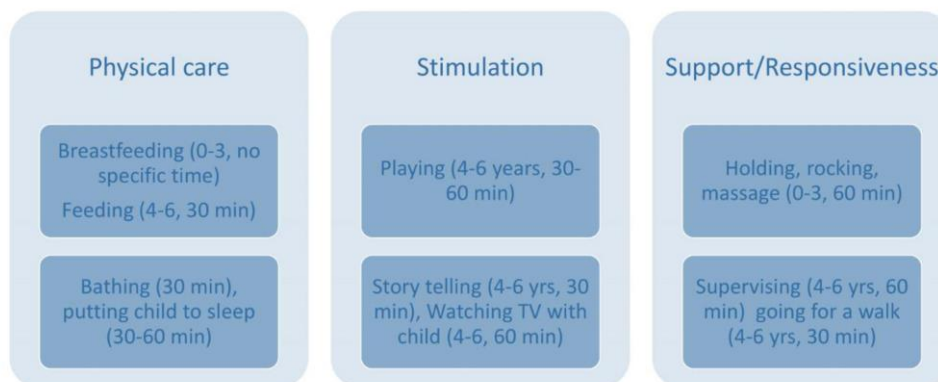 Physical care
Breastfeeding (0-3, no
specific time)
Feeding (4-6, 30 min)
Bathing (30 min),
putting child to sleep
(30-60 min)
Stimulation
Playing (4-6 years, 30-
60 min)
Story telling (4-6 yrs, 30
min), Watching TV with
child (4-6, 60 min)
Support/Responsiveness
Holding, rocking,
massage (0-3, 60 min)
Supervising (4-6 yrs, 60
min)  going for a walk
(4-6 yrs, 30 min)